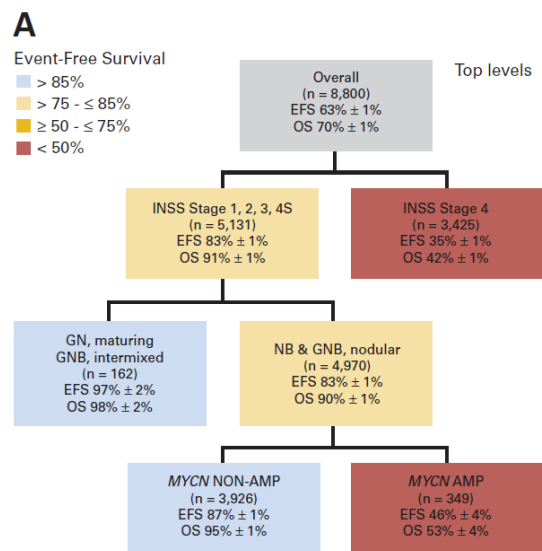 A
Event-Free Survival
> 85%
> 75 - ≤ 85%
≥ 50 - ≤ 75%
< 50%
Top levels
Overall
(n = 8,800)
EFS 63% ± 1%
OS 70% ± 1%
INSS Stage 1, 2, 3, 4S
(n = 5,131)
EFS 83% ± 1%
OS 91% ± 1%
INSS Stage 4
(n = 3,425)
EFS 35% ± 1%
OS 42% ± 1%
GN, maturing
GNB, intermixed
(n = 162)
EFS 97% ± 2%
OS 98% ± 2%
NB & GNB, nodular
(n = 4,970)
EFS 83% ± 1%
OS 90% ± 1%
MYCN NON-AMP
(n = 3,926)
EFS 87% ± 1%
OS 95% ± 1%
MYCN AMP
(n = 349)
EFS 46% ± 4%
OS 53% ± 4%